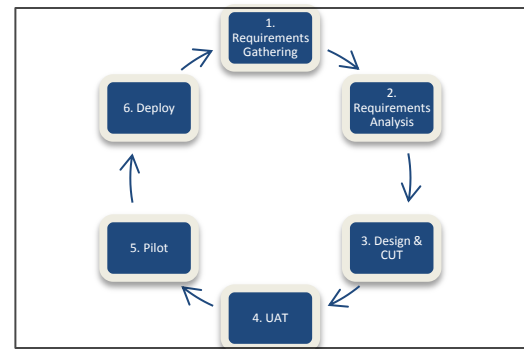 1.
Requirements
Gathering
2.
Requirements
Analysis
3. Design &
CUT
4. UAT
5. Pilot
6. Deploy